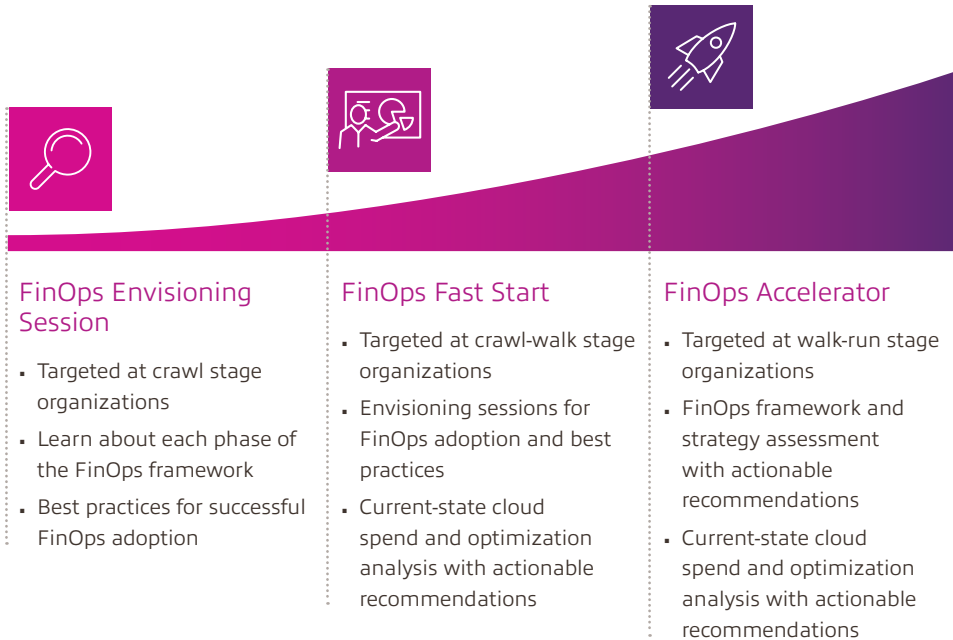 FinOps Envisioning
Session
▪ Targeted at crawl stage
organizations
▪ Learn about each phase of
the FinOps framework
▪ Best practices for successful
FinOps adoption
FinOps Fast Start
▪ Targeted at crawl-walk stage
organizations
▪ Envisioning sessions for
FinOps adoption and best
practices
▪ Current-state cloud
spend and optimization
analysis with actionable
recommendations
FinOps Accelerator
▪ Targeted at walk-run stage
organizations
▪ FinOps framework and
strategy assessment
with actionable
recommendations
▪ Current-state cloud
spend and optimization
analysis with actionable
recommendations